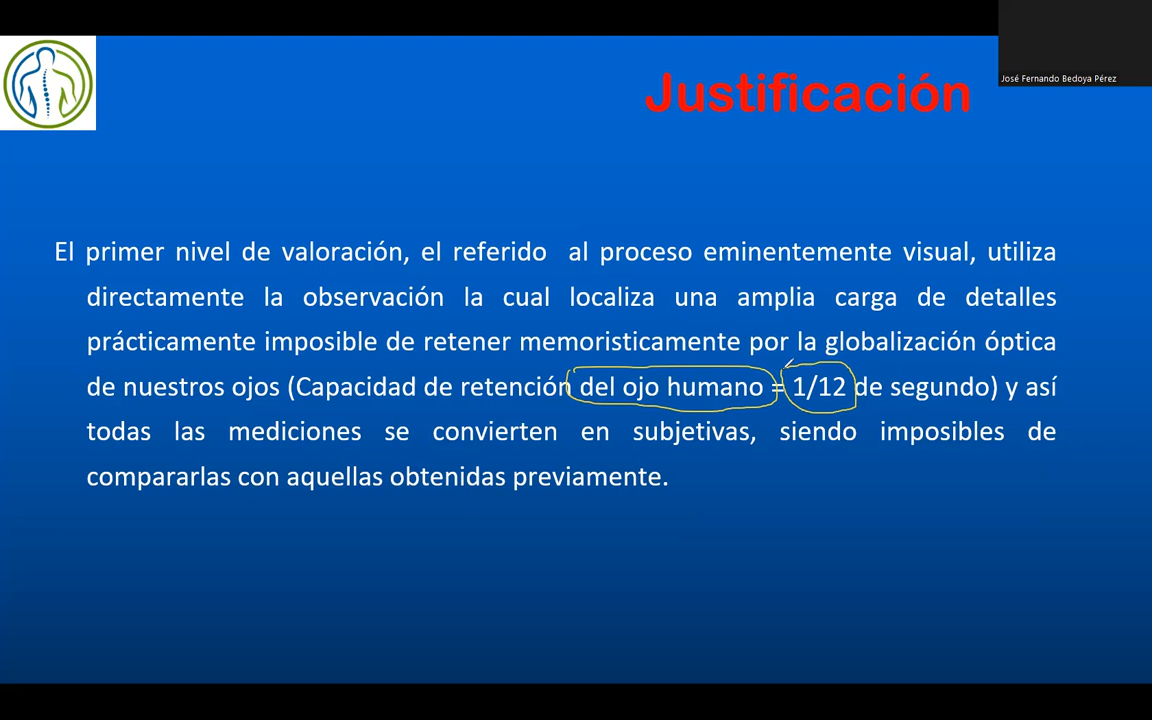 José Fernando Bedoya Pérez
Justificación
El primer nivel de valoración, el referido al proceso eminentemente visual, utiliza
directamente la observación la cual localiza una amplia carga de detalles
prácticamente imposible de retener memoristicamente por la globalización óptica
de nuestros ojos (Capacidad de retención del ojo humano = 1/12 de segundo) y así
todas las mediciones se convierten en subjetivas, siendo imposibles de
compararlas con aquellas obtenidas previamente.